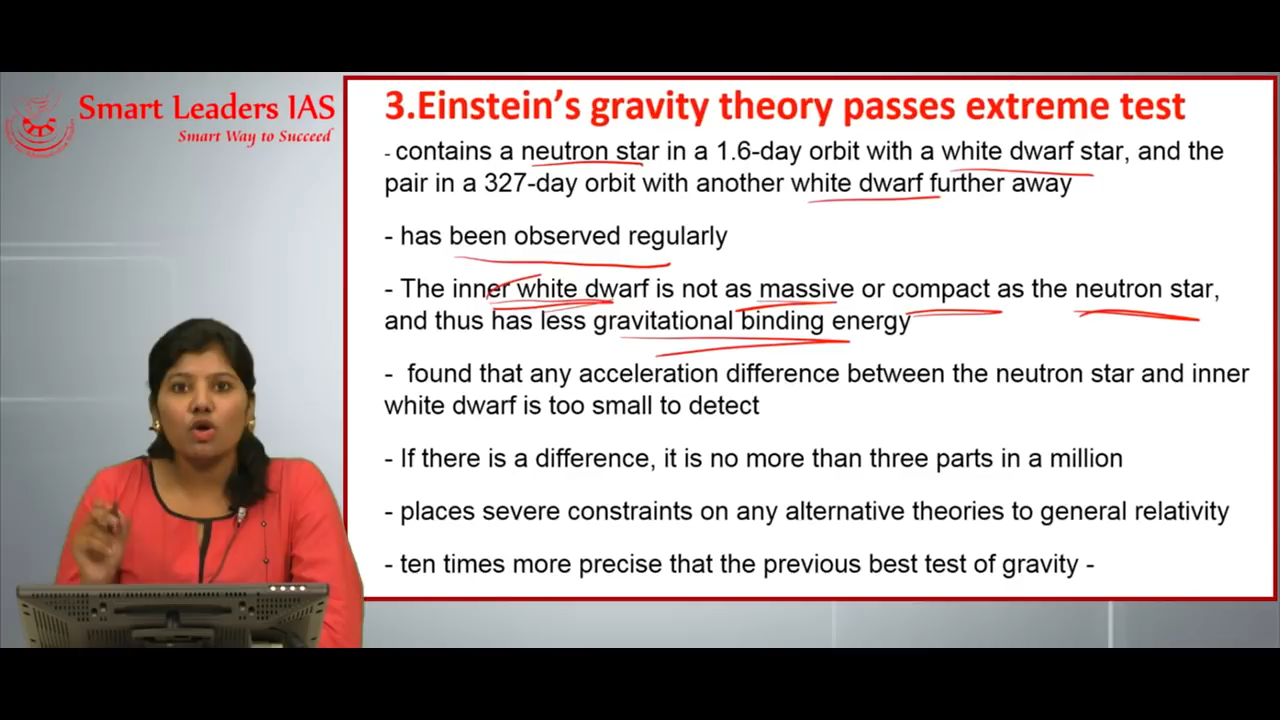 Smart Leaders IAS
Smart Way to Succeed
3.Einstein's gravity theory passes extreme test
- contains a neutron star in a 1.6-day orbit with a white dwarf star, and the
pair in a 327-day orbit with another white dwarf further away
- has been observed regularly
- The inner white dwarf is not as massive or compact as the neutron star,
and thus has less gravitational binding energy
- found that any acceleration difference between the neutron star and inner
white dwarf is too small to detect
- If there is a difference, it is no more than three parts in a million
- places severe constraints on any alternative theories to general relativity
- ten times more precise that the previous best test of gravity -